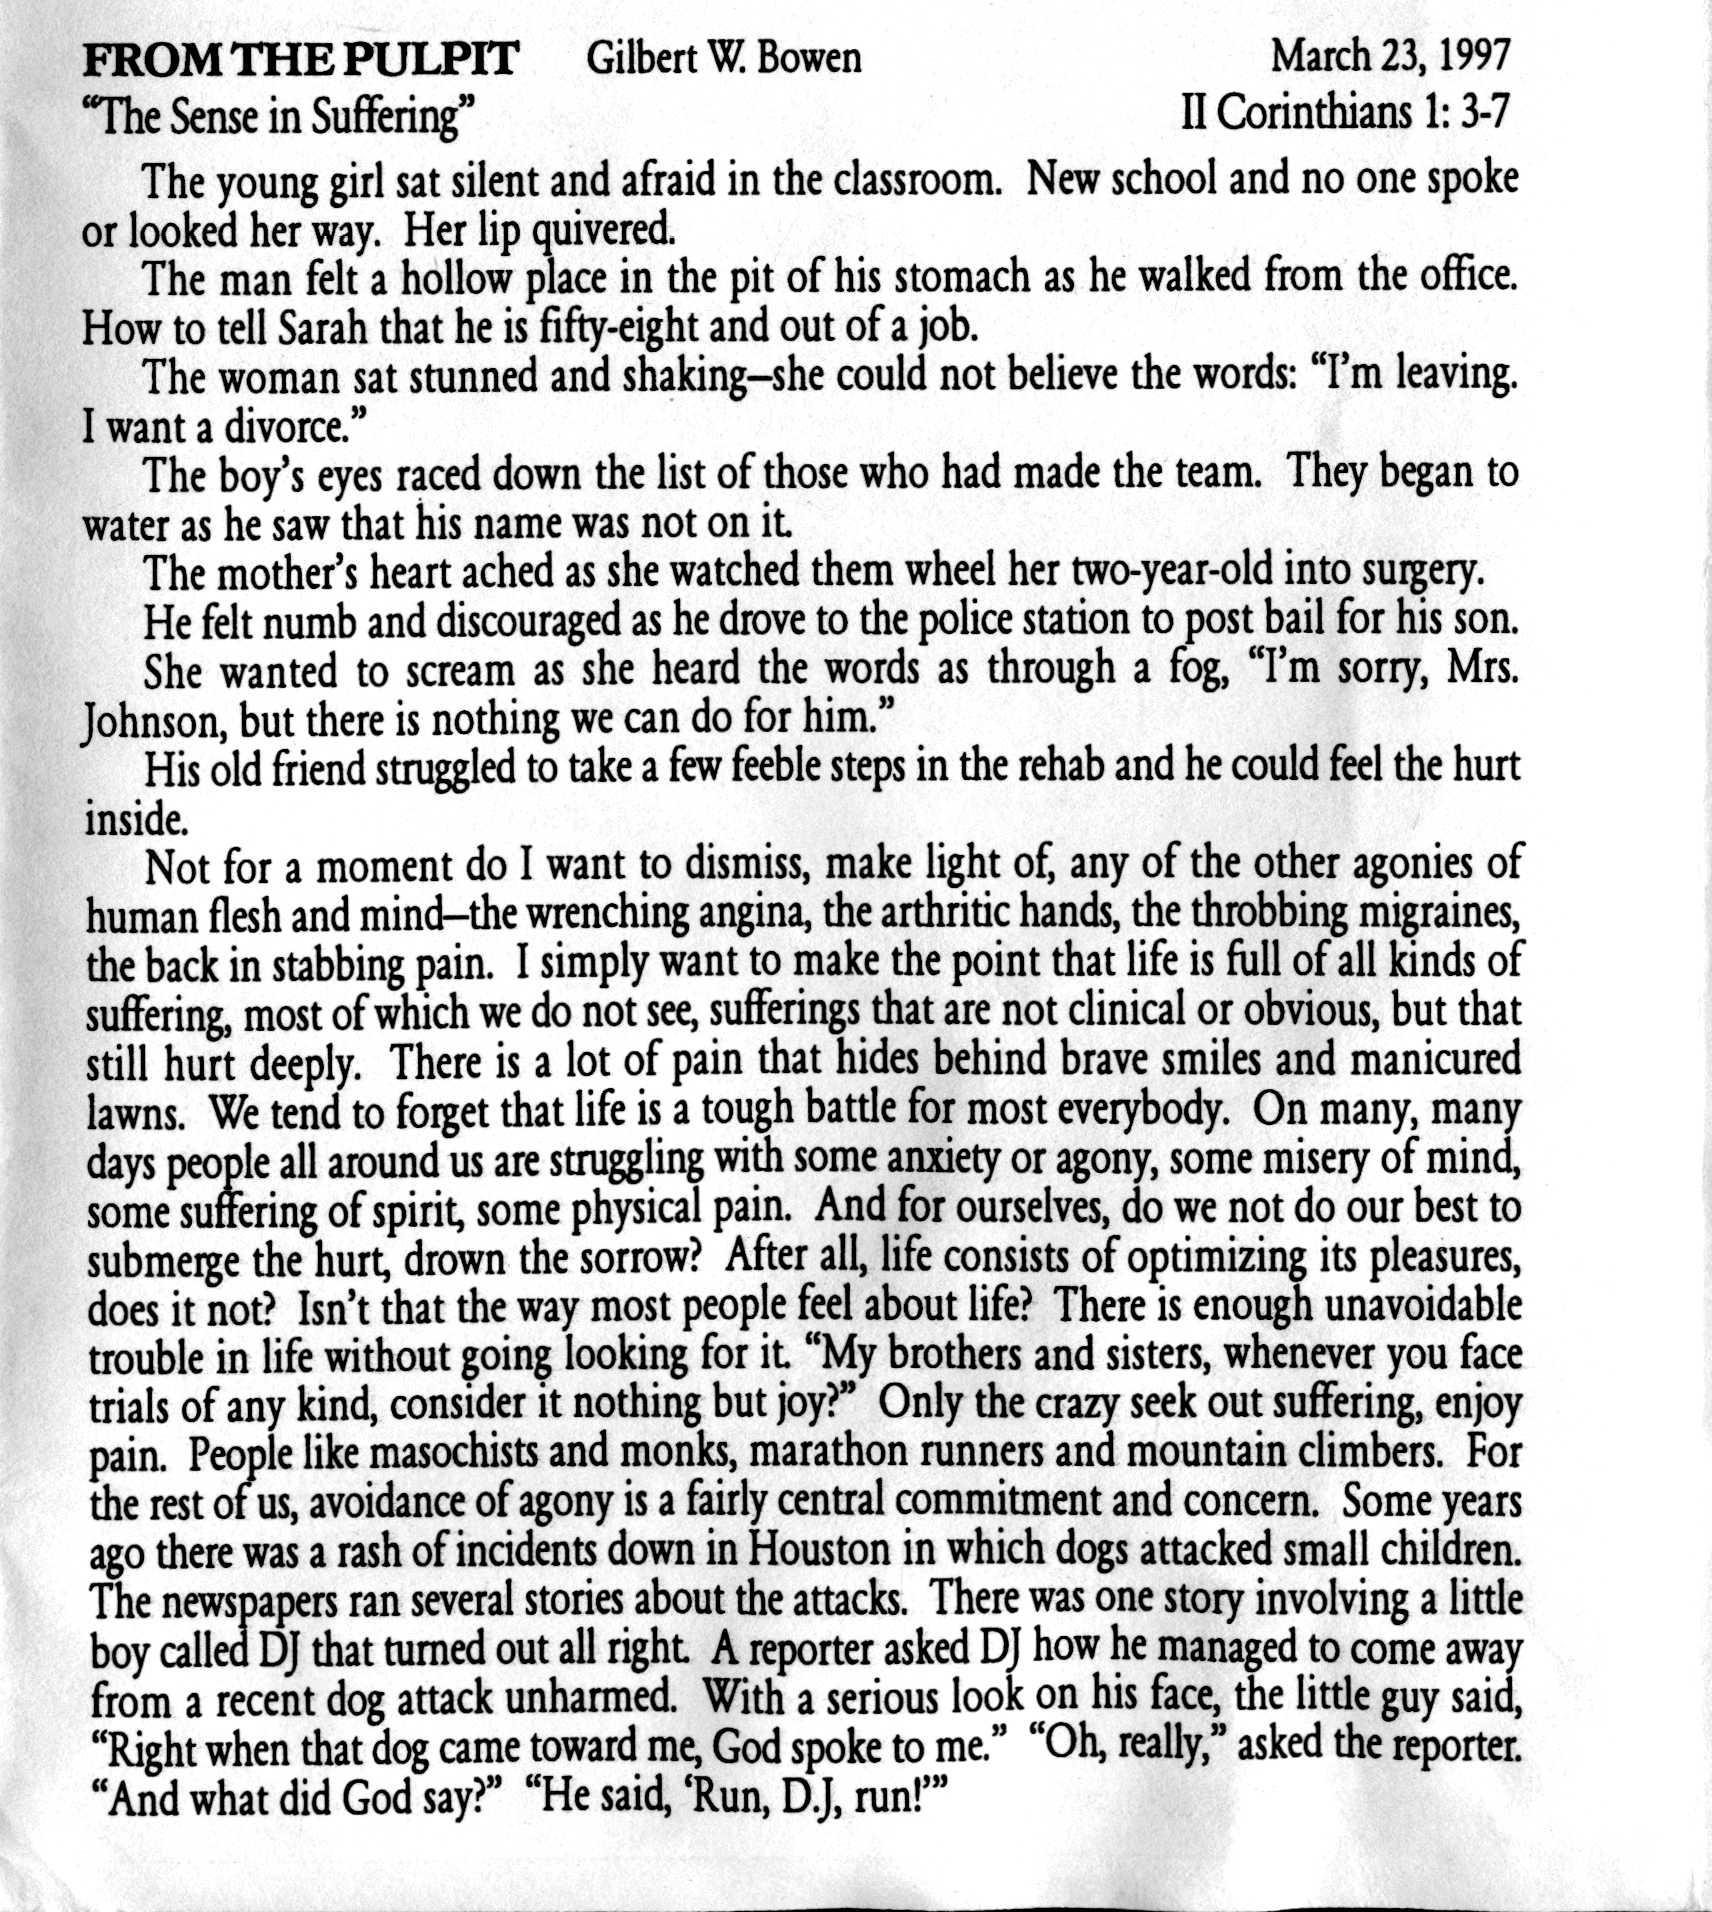 FROM THE PULPIT Gilbert W. Bowen March 23, 1997
“The Sense in Suffering” II Corinthians 1: 3-7
The young girl sat silent and afraid in the classroom. New school and no one spoke
or looked her way. Her lip quivered.
The man felt a hollow place in the pit of his stomach as he walked from the office.
How to tell Sarah that he is fifty-eight and out of a job.
The woman sat stunned and shaking–she could not believe the words: “I’m leaving.
I want a divorce.”
The boy’s eyes raced down the list of those who had made the team. They began to
water as he saw that his name was not on it.
The mother’s heart ached as she watched them wheel her two-year-old into surgery.
He felt numb and discouraged as he drove to the police station to post bail for his son.
She wanted to scream as she heard the words as through a fog, “I’m sorry, Mrs.
Johnson, but there is nothing we can do for him.”
His old friend struggled to take a few feeble steps in the rehab and he could feel the hurt
inside.
Not for a moment do I want to dismiss, make light of, any of the other agonies of
human flesh and mind–the wrenching angina, the arthritic hands, the throbbing migraines,
the back in stabbing pain. I simply want to make the point that life is full of all kinds of
suffering, most of which we do not see, sufferings that are not clinical or obvious, but that
still hurt deeply. There is a lot of pain that hides behind brave smiles and manicured
lawns. We tend to forget that life is a tough battle for most everybody. On many, many
days people all around us are struggling with some anxiety or agony, some misery of mind,
some suffering of spirit, some physical pain. And for ourselves, do we not do our best to
submerge the hurt, drown the sorrow? After all, life consists of optimizing its pleasures,
does it not? Isn’t that the way most people feel about life? There is enough unavoidable
trouble in life without going looking for it. “My brothers and sisters, whenever you face
trials of any kind, consider it nothing but joy?” Only the crazy seek out suffering, enjoy
pain. People like masochists and monks, marathon runners and mountain climbers. For
the rest of us, avoidance of agony is a fairly central commitment and concern. Some years
ago there was a rash of incidents down in Houston in which dogs attacked small children.
The newspapers ran several stories about the attacks. There was one story involving a little
boy called DJ that turned out all right. A reporter asked DJ how he managed to come away
from a recent dog attack unharmed. With a serious look on his face, the little guy said,
“Right when that dog came toward me, God spoke to me.” “Oh, really,” asked the reporter.
“And what did God say?” “He said, ‘Run, D.J, run!’”